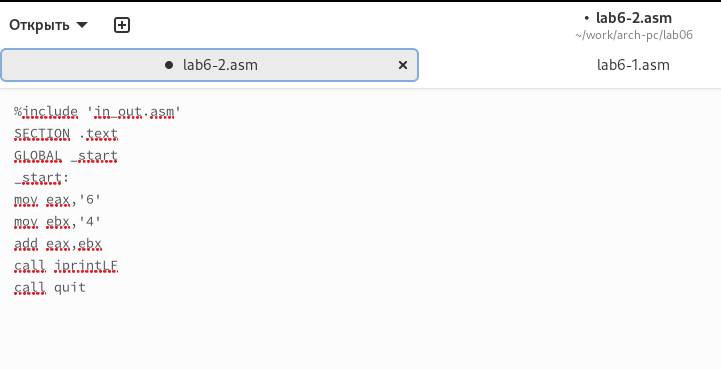 Открыть
• lab6-2.asm
~/work/arch-pc/lab06
● lab6-2.asm ×
lab6-1.asm
%include 'in_out.asm'
SECTION .text
GLOBAL _start
_start:
mov eax,'6'
mov ebx,'4'
add eax,ebx
call iprintLF
call quit